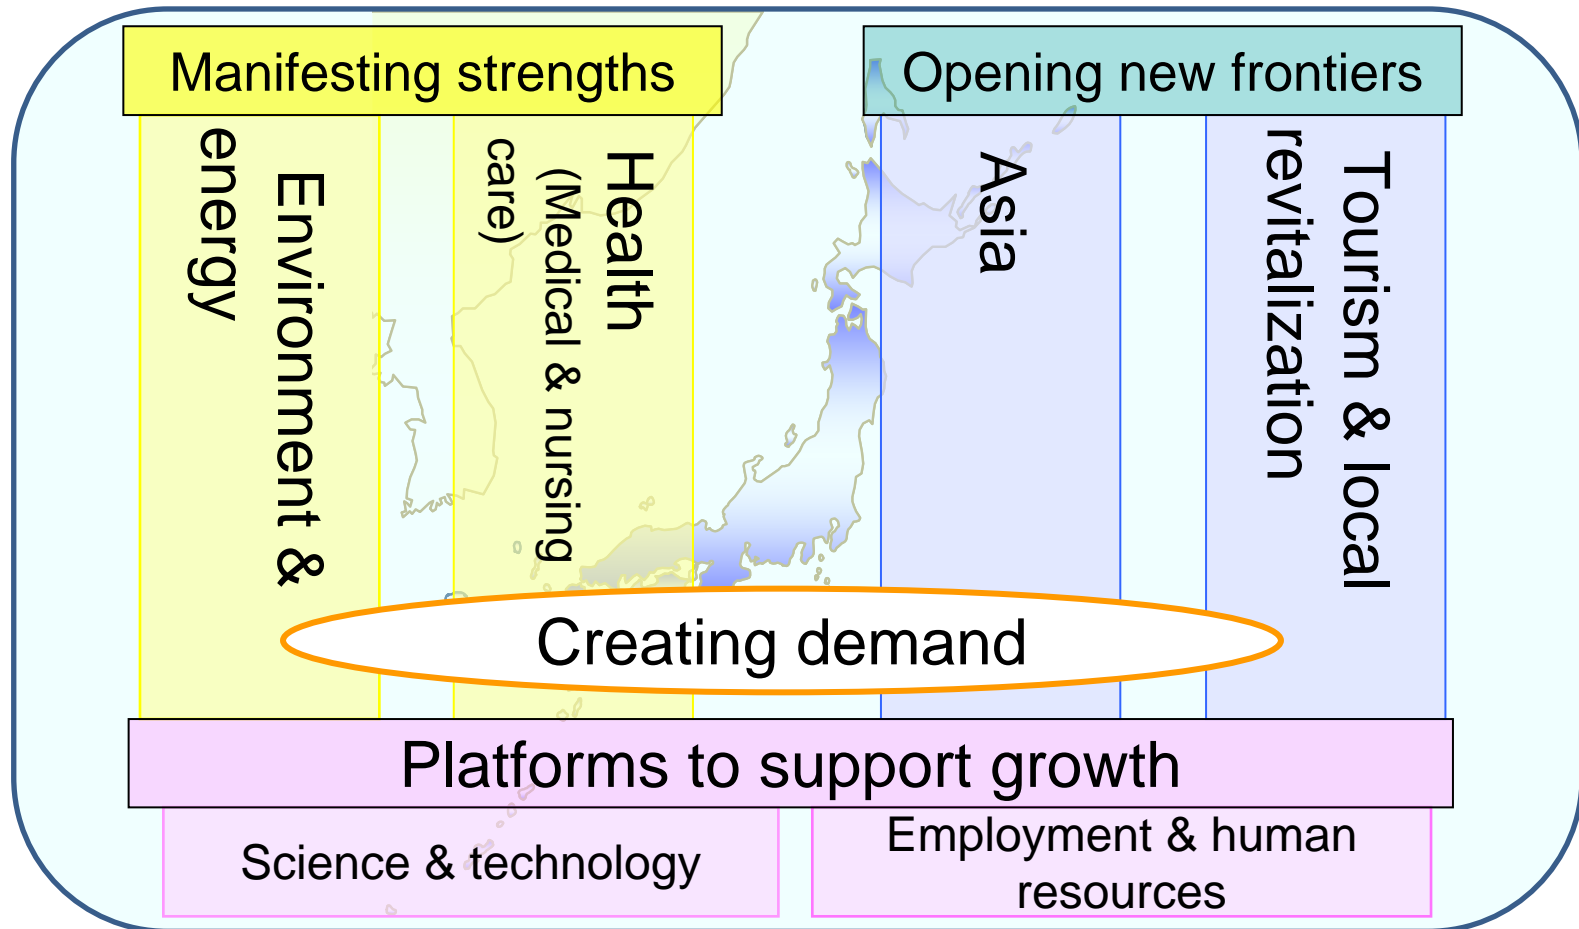 Manifesting strengths
Opening new frontiers
Environment &
energy
Health
(Medical & nursing
care)
Asia
Tourism & local
revitalization
Creating demand
Platforms to support growth
Science & technology
Employment & human
resources